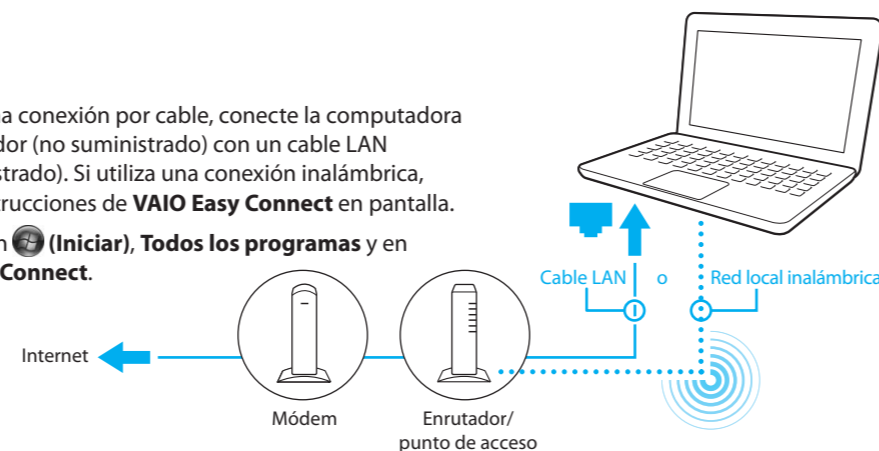 a conexión por cable, conecte la computadora
dor (no suministrado) con un cable LAN
strado). Si utiliza una conexión inalámbrica,
trucciones de VAIO Easy Connect en pantalla.
n (Iniciar), Todos los programas y en
Connect.
Cable LAN o Red local inalámbrica
Internet
Módem
Enrutador/
punto de acceso